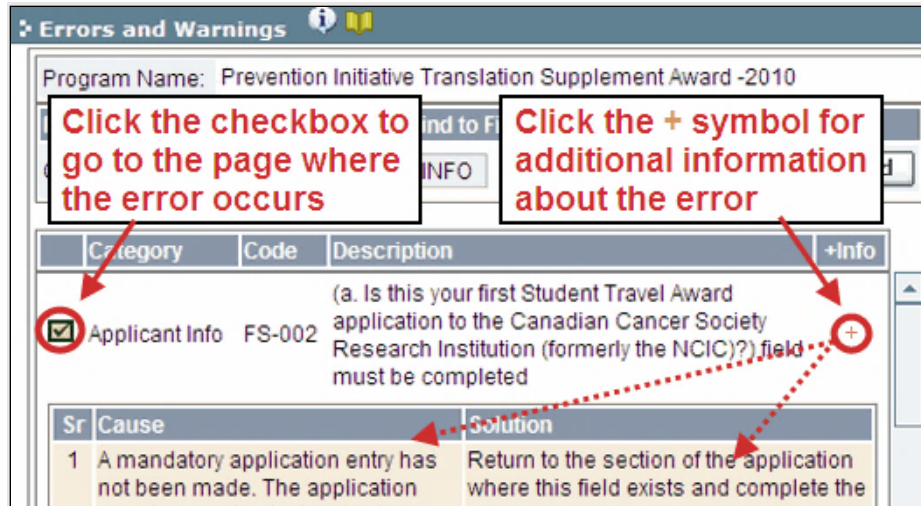 Errors and Warnings
Program Name: Prevention Initiative Translation Supplement Award -2010
Click the checkbox to
go to the page where
the error occurs
ind to Fi
INFO
Click the + symbol for
additional information
about the error
d
Category Code Description +Info
Applicant Info FS-002 (a. Is this your first Student Travel Award
application to the Canadian Cancer Society
Research Institution (formerly the NCIC)?) field
must be completed
+
Sr Cause Solution
1 A mandatory application entry has Return to the section of the application
not been made. The application where this field exists and complete the